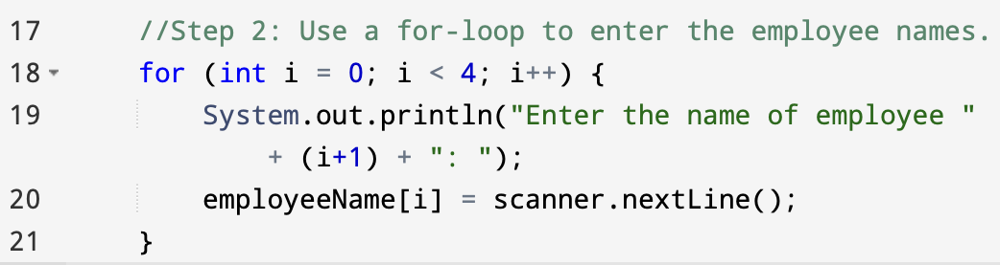 17 //Step 2: Use a for-loop to enter the employee names.
18 for (int i = 0; i < 4; i++) {
19 System.out.println("Enter the name of employee "
+ (i+1) + ": ");
20 employeeName[i] = scanner.nextLine();
21 }